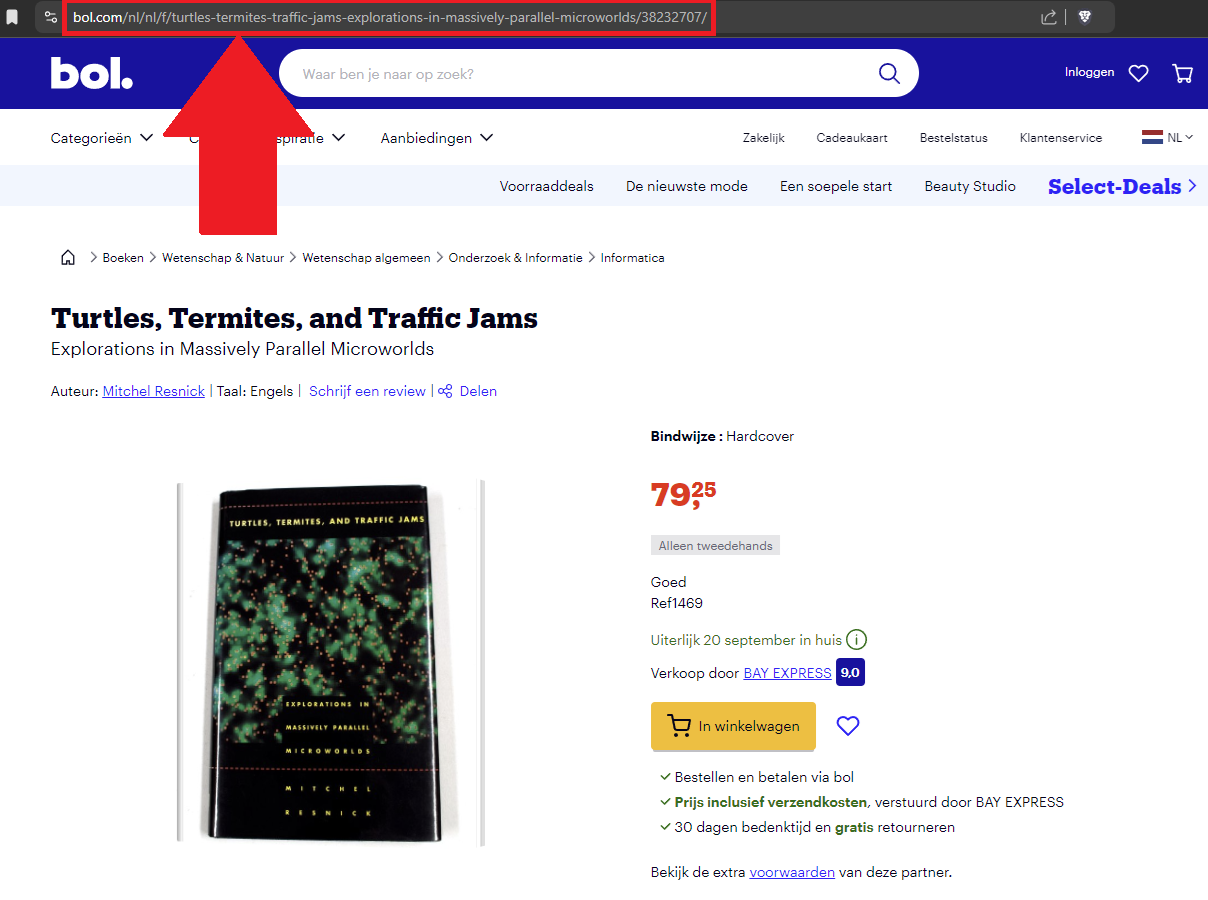 bol.com/nl/nl/f/turtles-termites-traffic-jams-explorations-in-massively-parallel-microworlds/38232707/
bol.
Waar ben je naar op zoek?
Inloggen
Categorieën
Aanbiedingen
Zakelijk
Cadeaukaart
Bestelstatus
Klantenservice
NL
Voorraaddeals
De nieuwste mode
Een soepele start
Beauty Studio
Select-Deals
Boeken
Wetenschap & Natuur
Wetenschap algemeen
Onderzoek & Informatie
Informatica
Turtles, Termites, and Traffic Jams
Explorations in Massively Parallel Microworlds
Auteur: Mitchel Resnick | Taal: Engels | Schrijf een review | Delen
TURTLES, TERMITES, AND TRAFFIC JAMS
EXPLORATIONS IN
MASSIVELY PARALLEL
MICROWORLDS
MITCHEL
RESNICK
Bindwijze : Hardcover
79,25
Alleen tweedehands
Goed
Ref1469
Uiterlijk 20 september in huis
Verkoop door BAY EXPRESS 9,0
In winkelwagen
Bestellen en betalen via bol
Prijs inclusief verzendkosten, verstuurd door BAY EXPRESS
30 dagen bedenktijd en gratis retourneren
Bekijk de extra voorwaarden van deze partner.